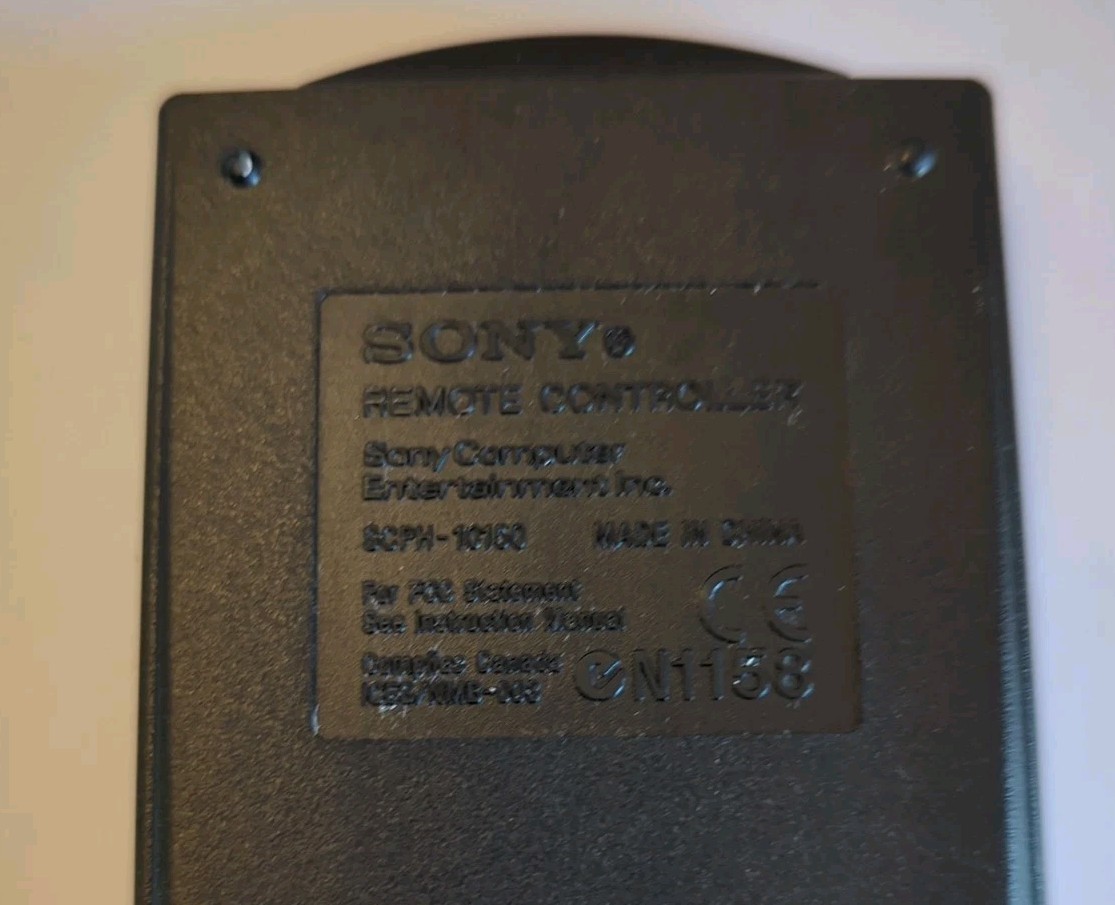 SONY®
REMOTE CONTROLLER
Sony Computer
Entertainment Inc.
SCPH-10150 MADE IN CHINA
For FCC Statement
See Instruction Manual
CE
Complies Canada
ICES/NMB-003
N1158